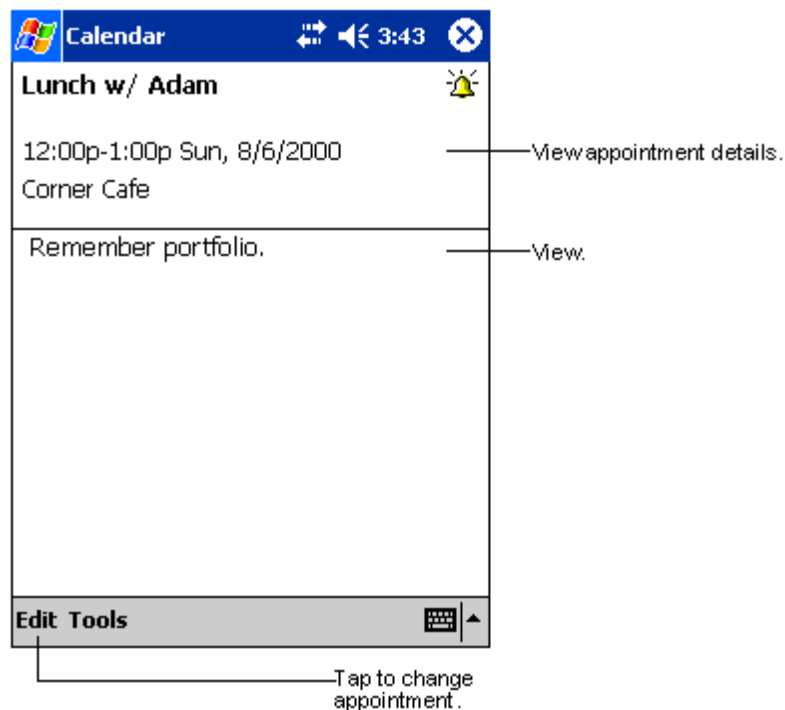 Calendar 3:43
Lunch w/ Adam
12:00p-1:00p Sun, 8/6/2000
View appointment details.
Corner Cafe
Remember portfolio.
View.
Edit Tools
Tap to change
appointment.